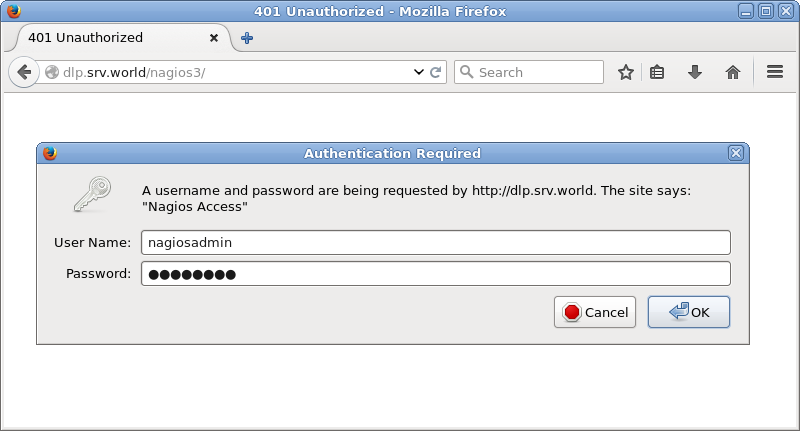 401 Unauthorized - Mozilla Firefox
401 Unauthorized
dlp.srv.world/nagios3/
Search
Authentication Required
A username and password are being requested by http://dlp.srv.world. The site says:
"Nagios Access"
User Name: nagiosadmin
Password: ●●●●●●●●
Cancel OK